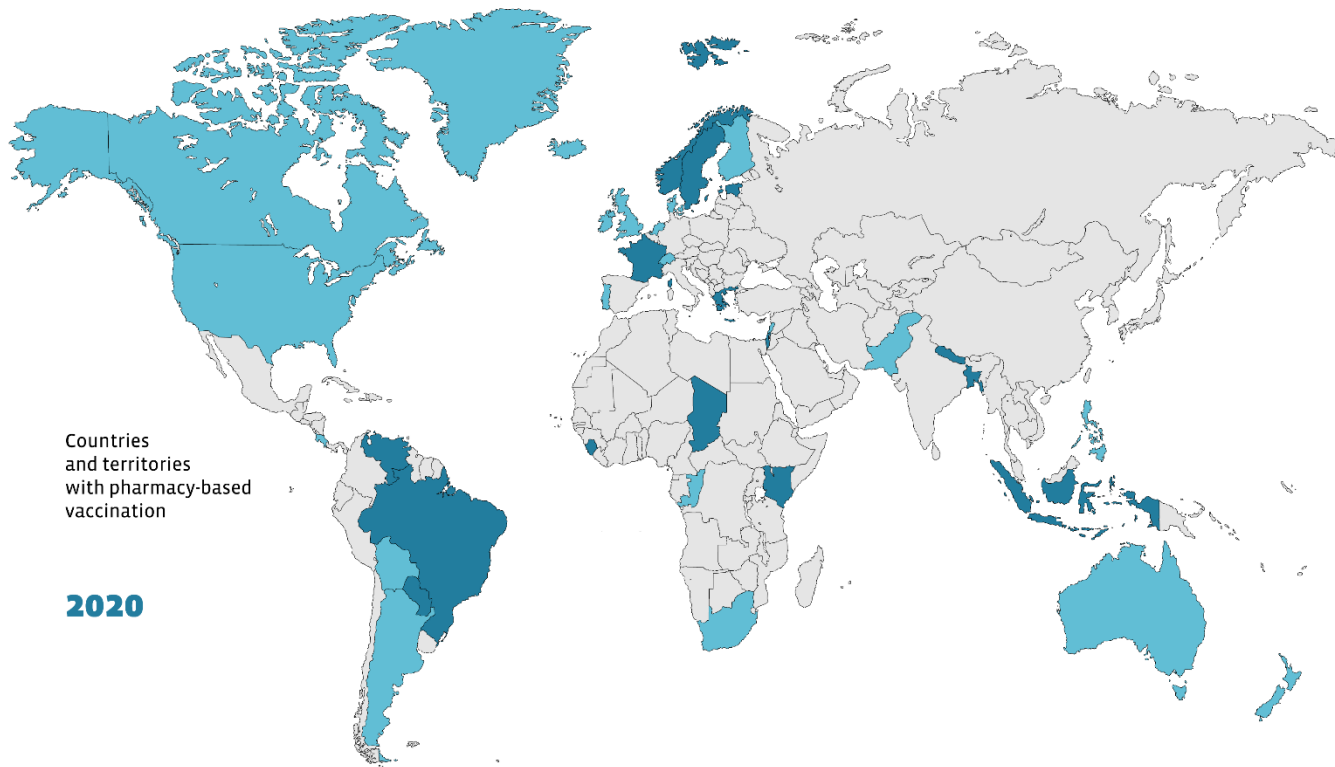 Countries
and territories
with pharmacy-based
vaccination
2020